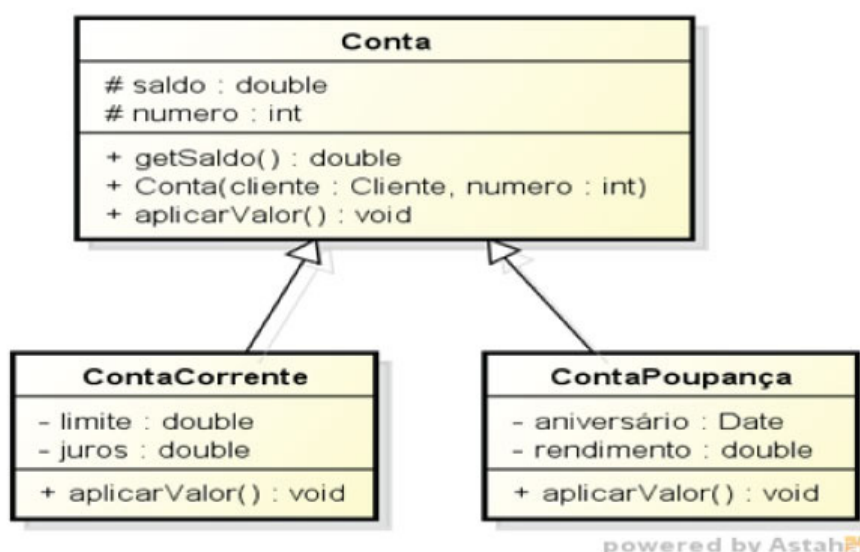 Conta
# saldo : double
# numero : int
+ getSaldo() : double
+ Conta(cliente : Cliente, numero : int)
+ aplicarValor() : void
ContaCorrente
- limite : double
- juros : double
+ aplicarValor() : void
ContaPoupança
- aniversário : Date
- rendimento : double
+ aplicarValor() : void
powered by Astah